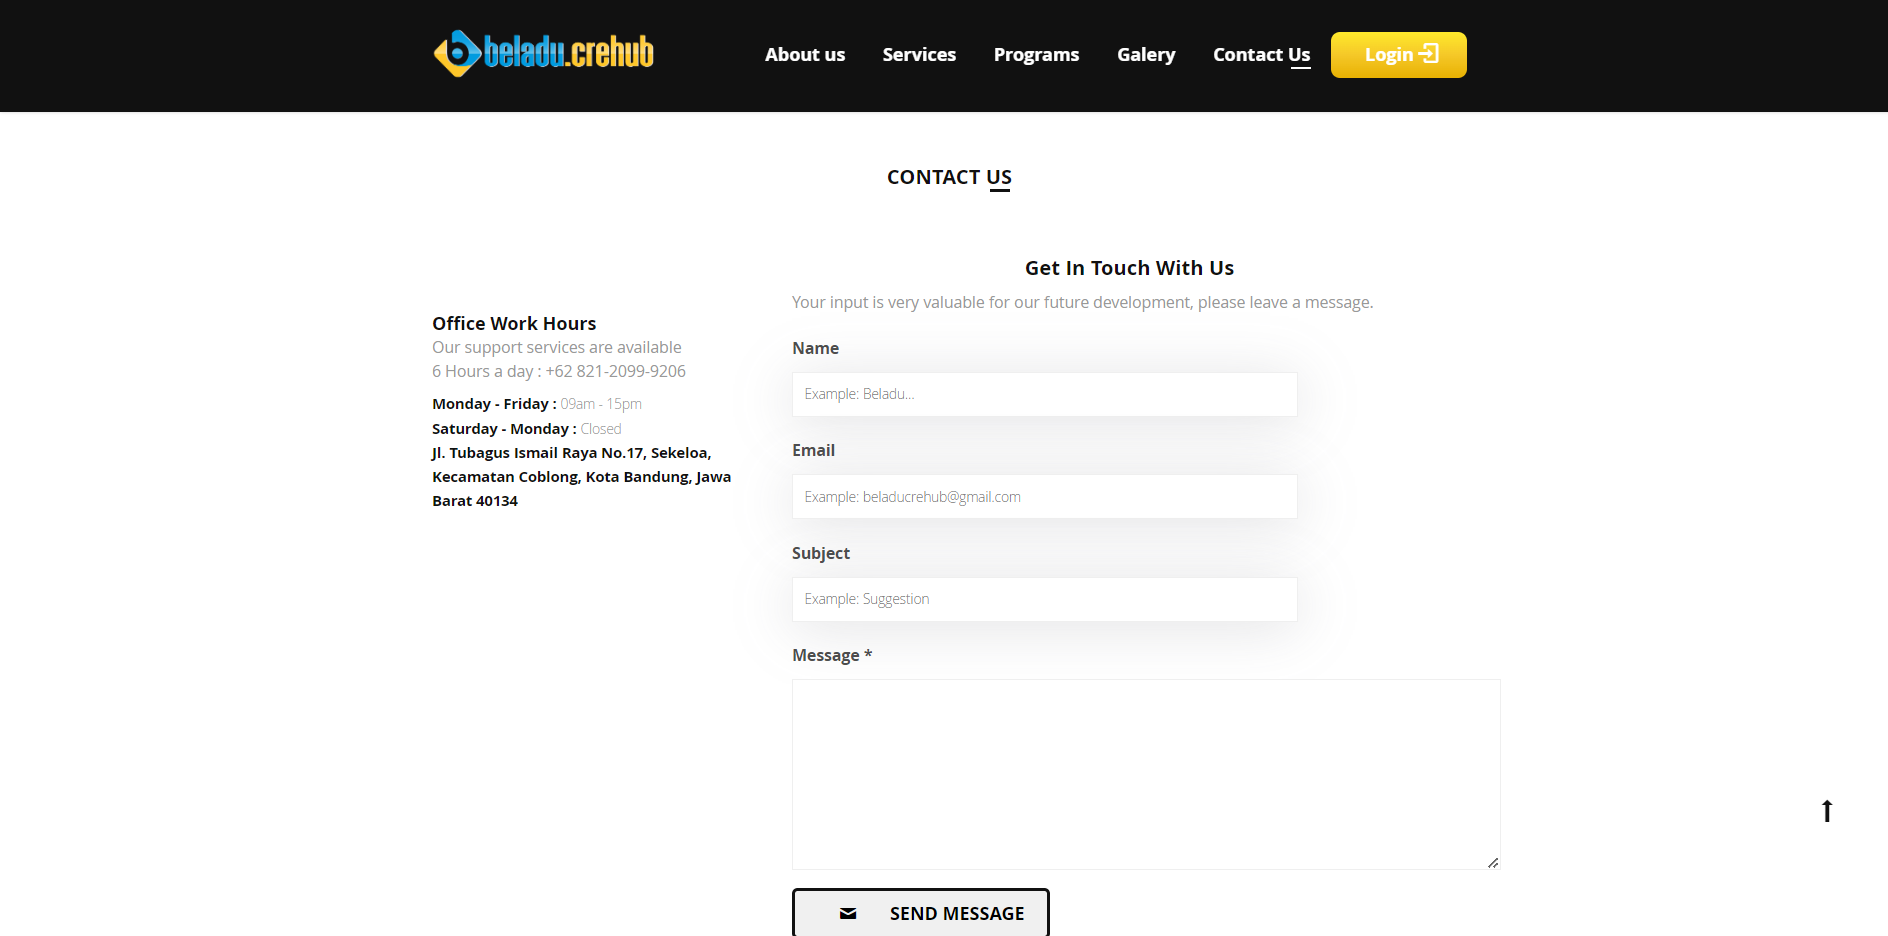 beladu.crehub
About us
Services
Programs
Galery
Contact Us
Login
CONTACT US
Office Work Hours
Our support services are available
6 Hours a day : +62 821-2099-9206
Monday - Friday : 09am - 15pm
Saturday - Monday : Closed
Jl. Tubagus Ismail Raya No.17, Sekeloa,
Kecamatan Coblong, Kota Bandung, Jawa
Barat 40134
Get In Touch With Us
Your input is very valuable for our future development, please leave a message.
Name
Example: Beladu...
Email
Example: beladucrehub@gmail.com
Subject
Example: Suggestion
Message *
SEND MESSAGE